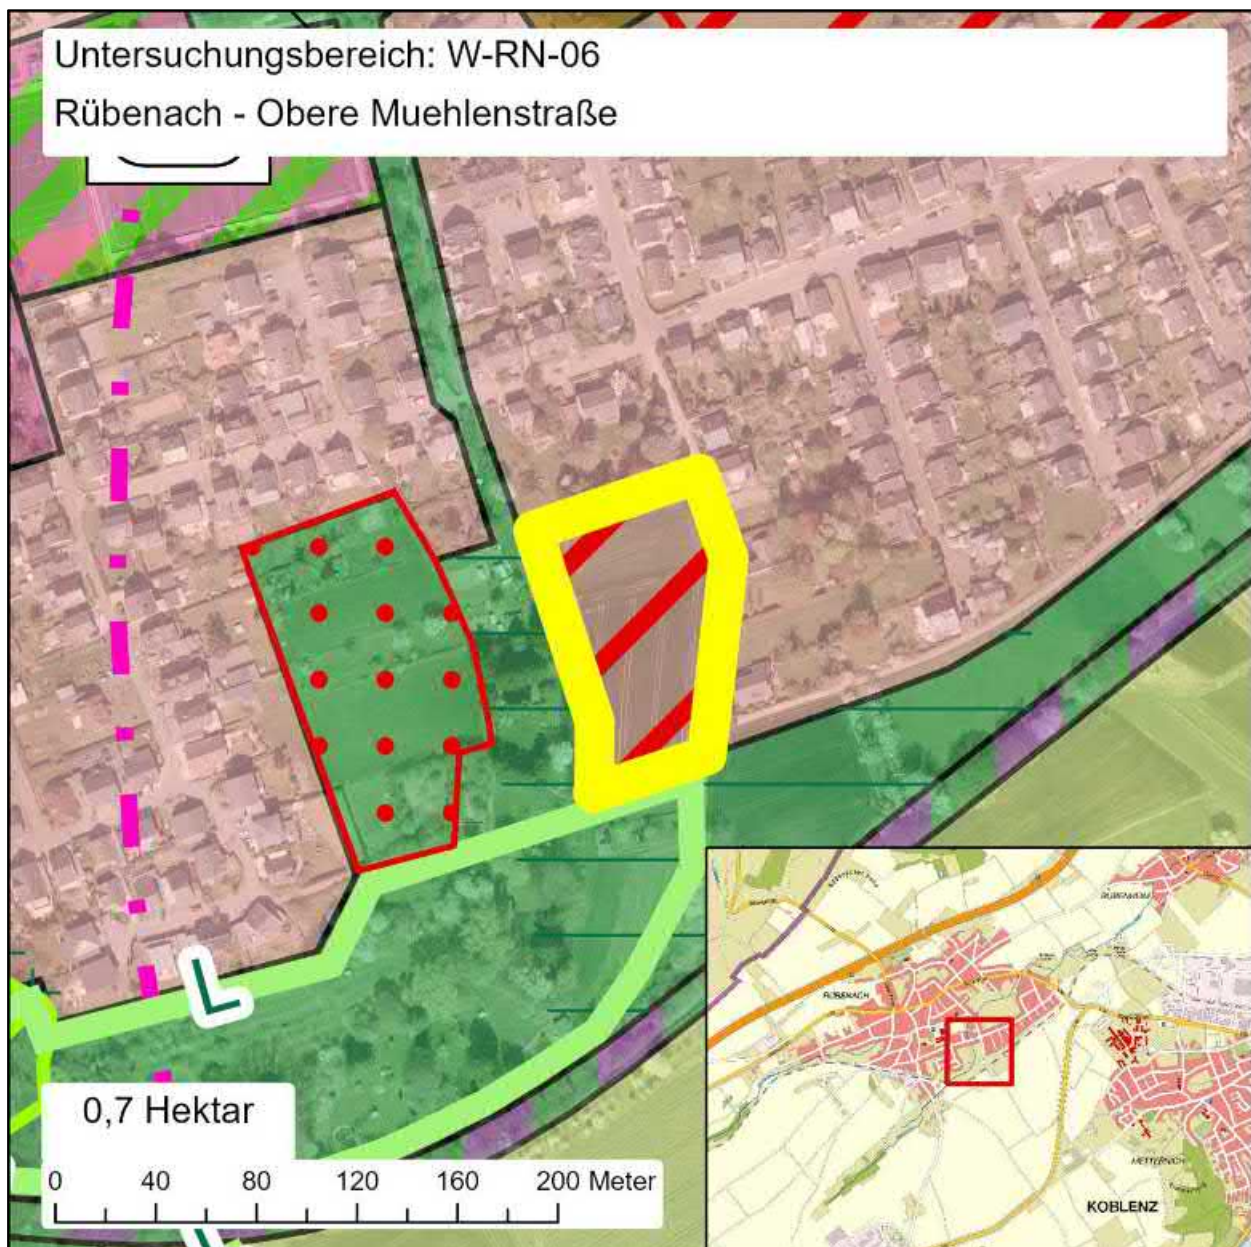 Untersuchungsbereich: W-RN-06
Rübenach - Obere Muehlenstraße
L
0,7 Hektar
0 40 80 120 160 200 Meter
RÜBENACH
METTERNICH
KOBLENZ